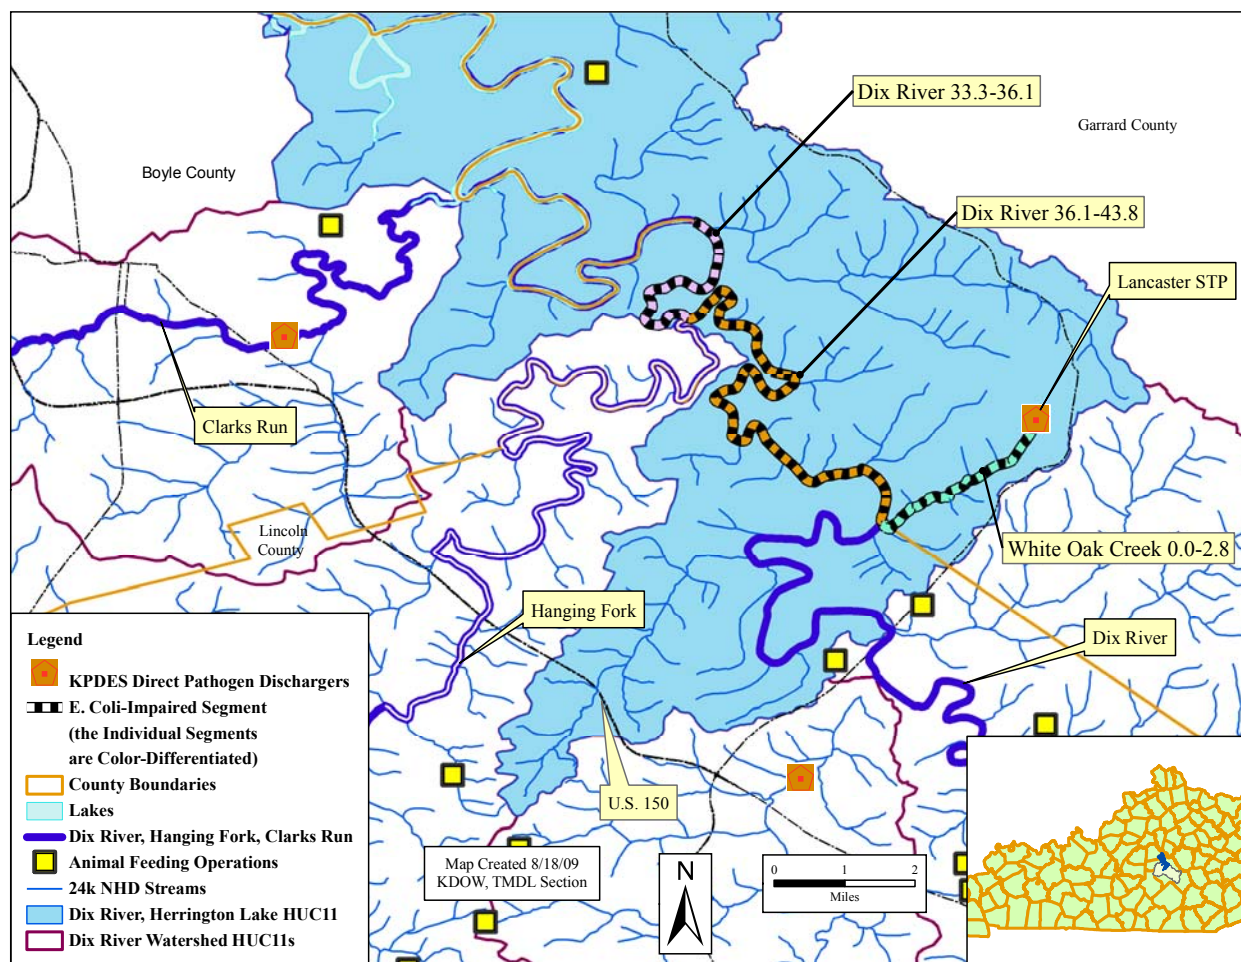 Dix River 33.3-36.1
Garrard County
Boyle County
Dix River 36.1-43.8
Lancaster STP
Clarks Run
Lincoln
County
White Oak Creek 0.0-2.8
Hanging Fork
Dix River
U.S. 150
Legend
KPDES Direct Pathogen Dischargers
E. Coli-Impaired Segment
(the Individual Segments
are Color-Differentiated)
County Boundaries
Lakes
Dix River, Hanging Fork, Clarks Run
Animal Feeding Operations
24k NHD Streams
Dix River, Herrington Lake HUC11
Dix River Watershed HUC11s
Map Created 8/18/09
KDOW, TMDL Section
N
0 1 2
Miles